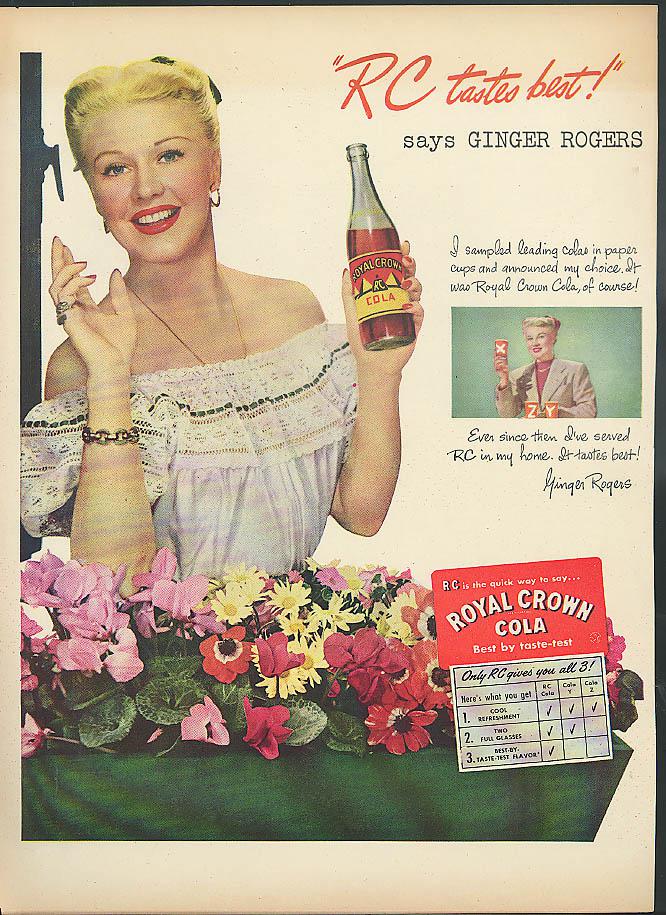 "RC tastes best!"
says GINGER ROGERS
I sampled leading colas in paper
cups and announced my choice. It
was Royal Crown Cola, of course!
X
Z Y
Ever since then I've served
RC in my home. It tastes best!
Ginger Rogers
ROYAL CROWN
RC
COLA
RC is the quick way to say...
ROYAL CROWN
COLA
Best by taste-test
Only RC gives you all 3!
Here's what you get RC Cola Cola Y Cola Z
1. COOL REFRESHMENT ✓ ✓ ✓
2. TWO FULL GLASSES ✓ ✓
3. BEST-BY-TASTE-TEST FLAVOR ✓